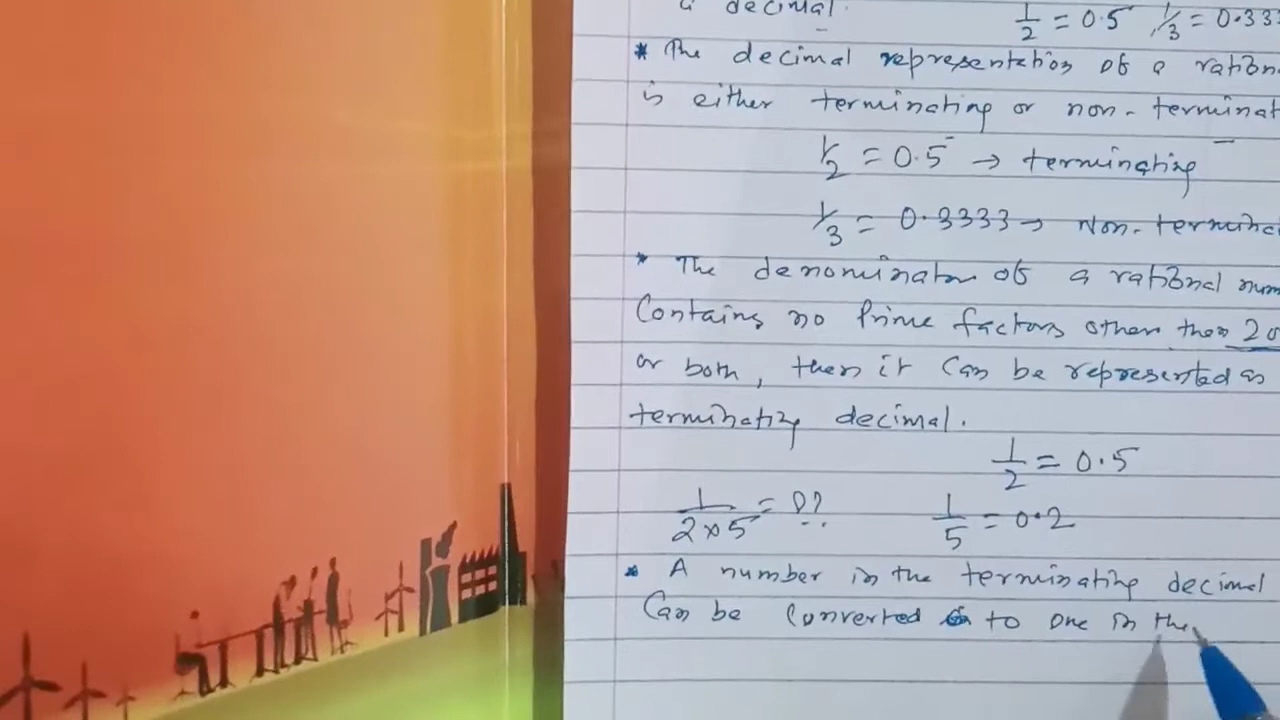 a decimal. 1/2 = 0.5 , 1/3 = 0.33
* The decimal representation of a ration
is either terminating or non-terminat
1/2 = 0.5 → terminating
1/3 = 0.3333 → Non-termina
* The denominator of a rational num
Contains no Prime factors other than 2 o
or both, then it can be represented as
terminating decimal.
1/2 = 0.5
1/2×5 = ?? 1/5 = 0.2
* A number in the terminating decimal
Can be Converted to one in the